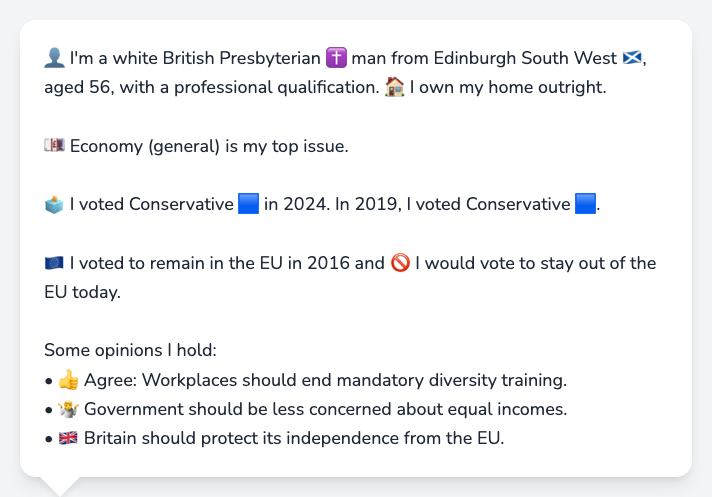 👤 I'm a white British Presbyterian ✝️ man from Edinburgh South West 🏴󠁧󠁢󠁳󠁣󠁴󠁿,
aged 56, with a professional qualification. 🏠 I own my home outright.
💷 Economy (general) is my top issue.
🗳️ I voted Conservative 🟦 in 2024. In 2019, I voted Conservative 🟦.
🇪🇺 I voted to remain in the EU in 2016 and 🚫 I would vote to stay out of the
EU today.
Some opinions I hold:
• 👍 Agree: Workplaces should end mandatory diversity training.
• 🤷 Government should be less concerned about equal incomes.
• 🇬🇧 Britain should protect its independence from the EU.